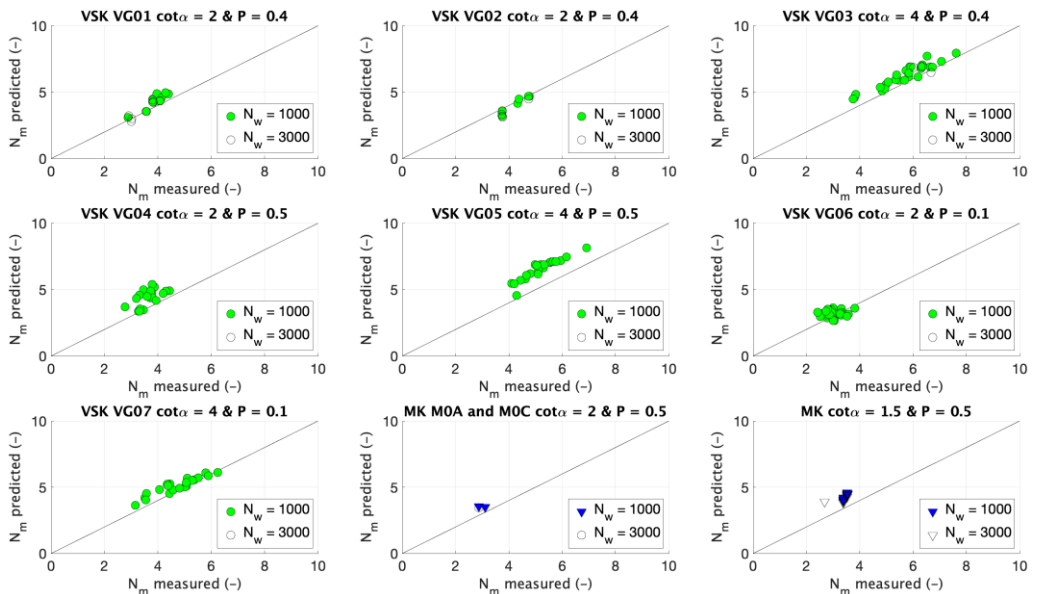 VSK VG01 cotα = 2 & P = 0.4
N_m predicted (–)
10
5
0
0 2 4 6 8 10
N_m measured (–)
N_w = 1000
N_w = 3000
VSK VG02 cotα = 2 & P = 0.4
N_m predicted (–)
10
5
0
0 2 4 6 8 10
N_m measured (–)
N_w = 1000
N_w = 3000
VSK VG03 cotα = 4 & P = 0.4
N_m predicted (–)
10
5
0
0 2 4 6 8 10
N_m measured (–)
N_w = 1000
N_w = 3000
VSK VG04 cotα = 2 & P = 0.5
N_m predicted (–)
10
5
0
0 2 4 6 8 10
N_m measured (–)
N_w = 1000
N_w = 3000
VSK VG05 cotα = 4 & P = 0.5
N_m predicted (–)
10
5
0
0 2 4 6 8 10
N_m measured (–)
N_w = 1000
N_w = 3000
VSK VG06 cotα = 2 & P = 0.1
N_m predicted (–)
10
5
0
0 2 4 6 8 10
N_m measured (–)
N_w = 1000
N_w = 3000
VSK VG07 cotα = 4 & P = 0.1
N_m predicted (–)
10
5
0
0 2 4 6 8 10
N_m measured (–)
N_w = 1000
N_w = 3000
MK M0A and M0C cotα = 2 & P = 0.5
N_m predicted (–)
10
5
0
0 2 4 6 8 10
N_m measured (–)
N_w = 1000
N_w = 3000
MK cotα = 1.5 & P = 0.5
N_m predicted (–)
10
5
0
0 2 4 6 8 10
N_m measured (–)
N_w = 1000
N_w = 3000